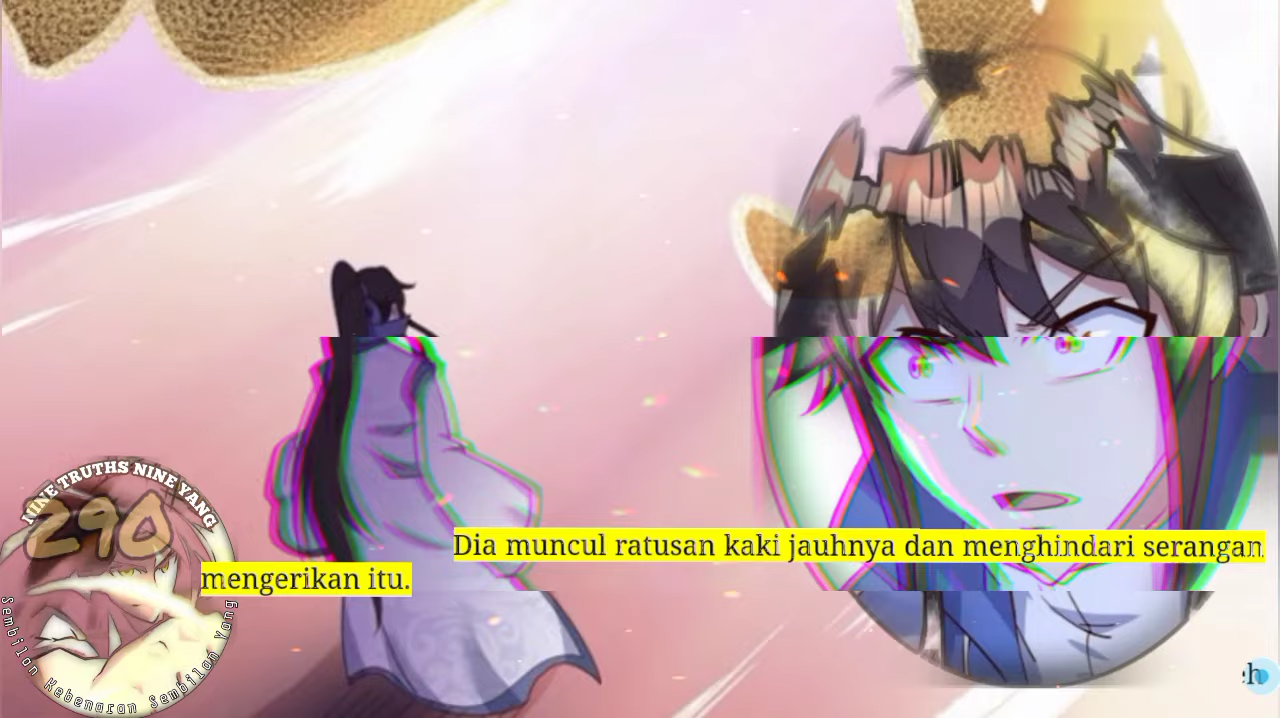 NINE TRUTHS NINE YANG
290
Sembilan Kebenaran Sembilan Yang
Dia muncul ratusan kaki jauhnya dan menghindari serangan
mengerikan itu.